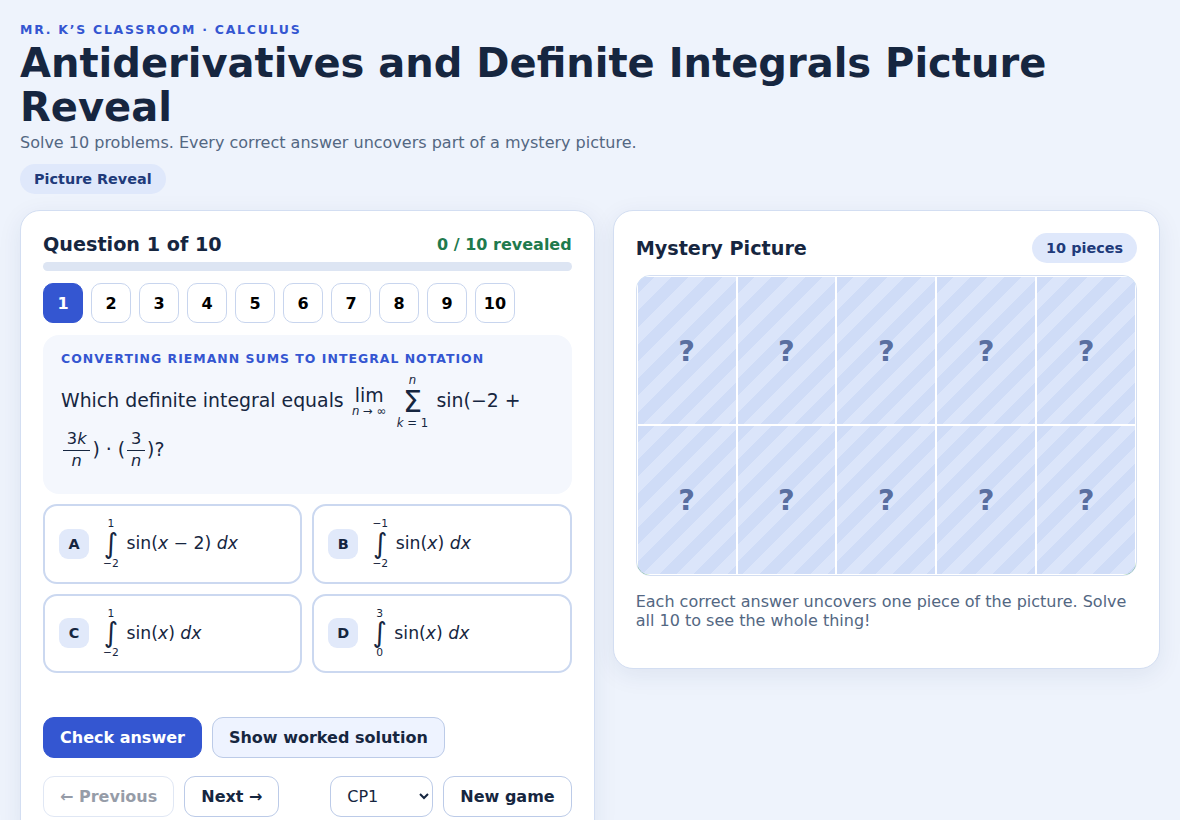 MR. K’S CLASSROOM · CALCULUS
Antiderivatives and Definite Integrals Picture
Reveal
Solve 10 problems. Every correct answer uncovers part of a mystery picture.
Picture Reveal
Question 1 of 10
0 / 10 revealed
1 2 3 4 5 6 7 8 9 10
CONVERTING RIEMANN SUMS TO INTEGRAL NOTATION
Which definite integral equals lim n → ∞ n Σ k = 1 sin(−2 +
3k/n) · (3/n)?
A 1 ∫ −2 sin(x − 2) dx
B −1 ∫ −2 sin(x) dx
C 1 ∫ −2 sin(x) dx
D 3 ∫ 0 sin(x) dx
Check answer
Show worked solution
← Previous
Next →
CP1
New game
Mystery Picture
10 pieces
? ? ? ? ?
? ? ? ? ?
Each correct answer uncovers one piece of the picture. Solve
all 10 to see the whole thing!